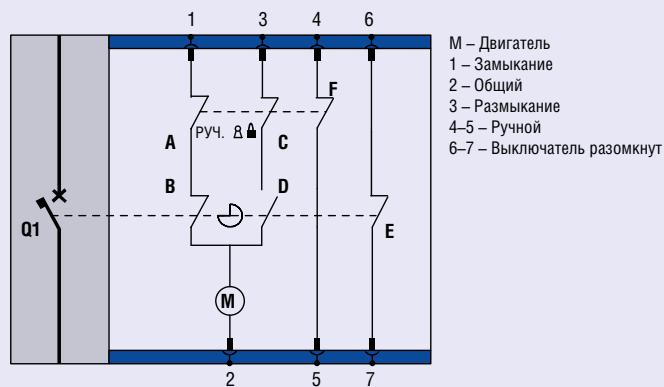 1 3 4 6
M – Двигатель
1 – Замыкание
2 – Общий
3 – Размыкание
4–5 – Ручной
6–7 – Выключатель разомкнут
F
РУЧ.
A C
B D
Q1 E
M
2 5 7